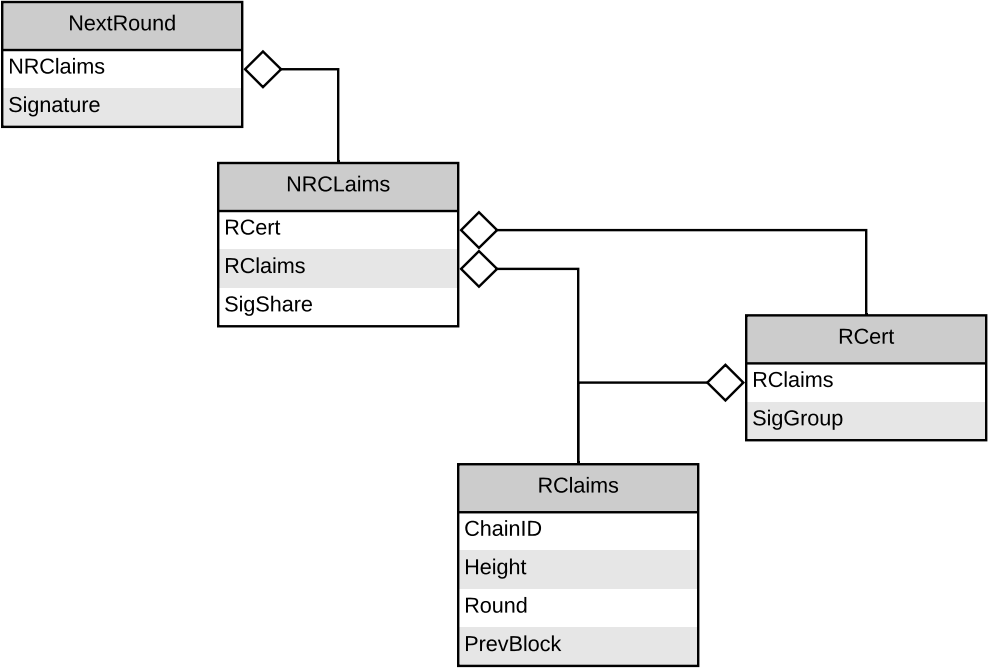 NextRound
NRClaims
Signature
NRCLaims
RCert
RClaims
SigShare
RCert
RClaims
SigGroup
RClaims
ChainID
Height
Round
PrevBlock